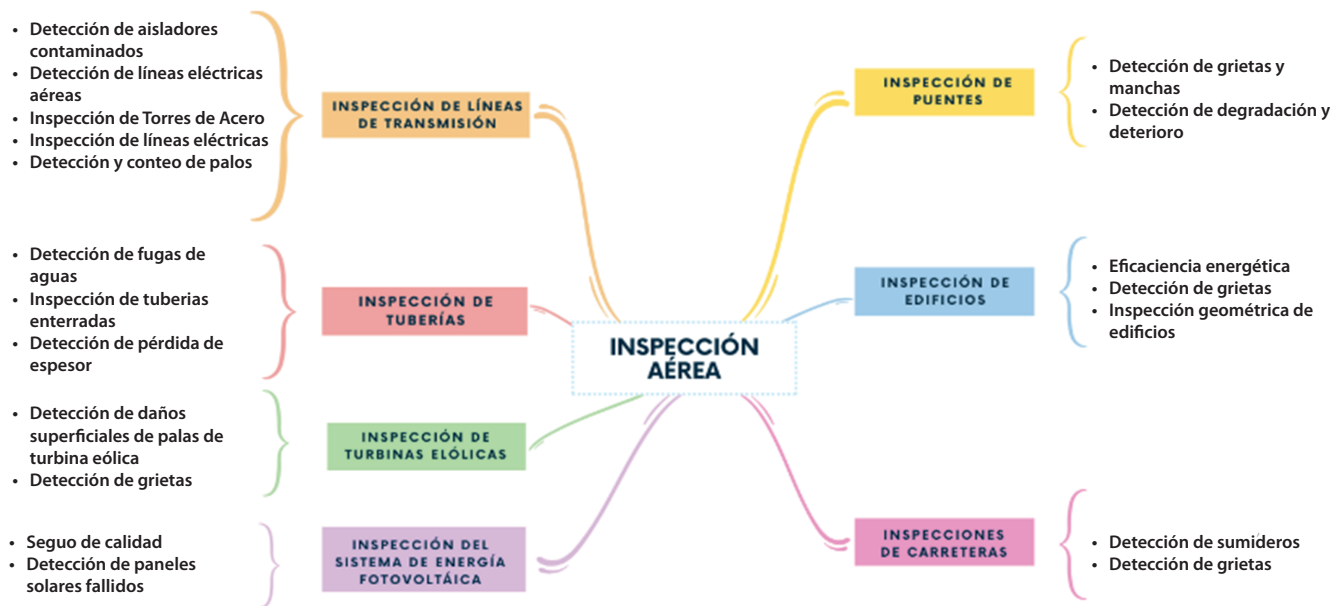 • Detección de aisladores
contaminados
• Detección de líneas eléctricas
aéreas
• Inspección de Torres de Acero
• Inspección de líneas eléctricas
• Detección y conteo de palos
INSPECCIÓN DE LÍNEAS
DE TRANSMISIÓN
• Detección de fugas de
aguas
• Inspección de tuberias
enterradas
• Detección de pérdida de
espesor
INSPECCIÓN DE
TUBERÍAS
• Detección de daños
superficiales de palas de
turbina eólica
• Detección de grietas
INSPECCIÓN DE
TURBINAS ELÓLICAS
• Seguo de calidad
• Detección de paneles
solares fallidos
INSPECCIÓN DEL
SISTEMA DE ENERGÍA
FOTOVOLTÁICA
INSPECCIÓN
AÉREA
INSPECCIÓN DE
PUENTES
• Detección de grietas y
manchas
• Detección de degradación y
deterioro
INSPECCIÓN DE
EDIFICIOS
• Eficaciencia energética
• Detección de grietas
• Inspección geométrica de
edificios
INSPECCIONES
DE CARRETERAS
• Detección de sumideros
• Detección de grietas